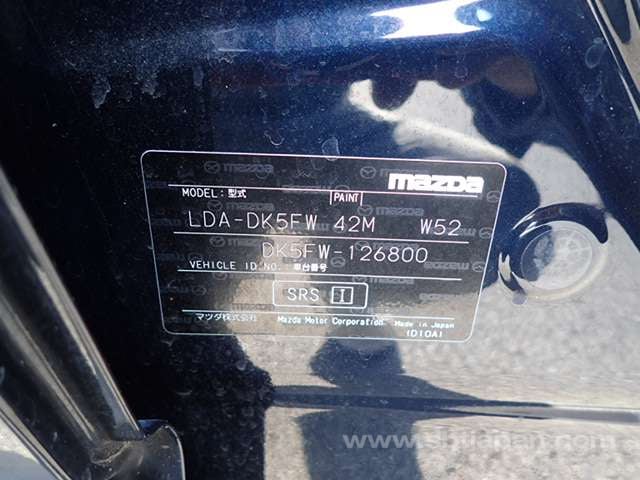 mazda
MODEL: 型式 PAINT
LDA-DK5FW 42M W52
DK5FW-126800
VEHICLE ID NO. 車台番号
SRS I
マツダ株式会社 Mazda Motor Corporation Made in Japan
www.sbijapan.com